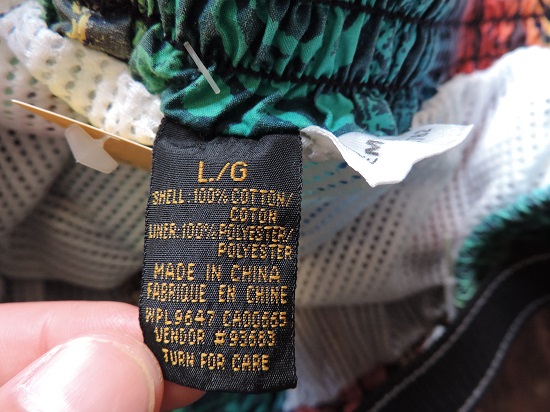 L/G
SHELL: 100% COTTON/
COTON
LINER: 100% POLYESTER/
POLYESTER
MADE IN CHINA
FABRIQUE EN CHINE
WPL9647 CA00565
VENDOR #93333
TURN FOR CARE